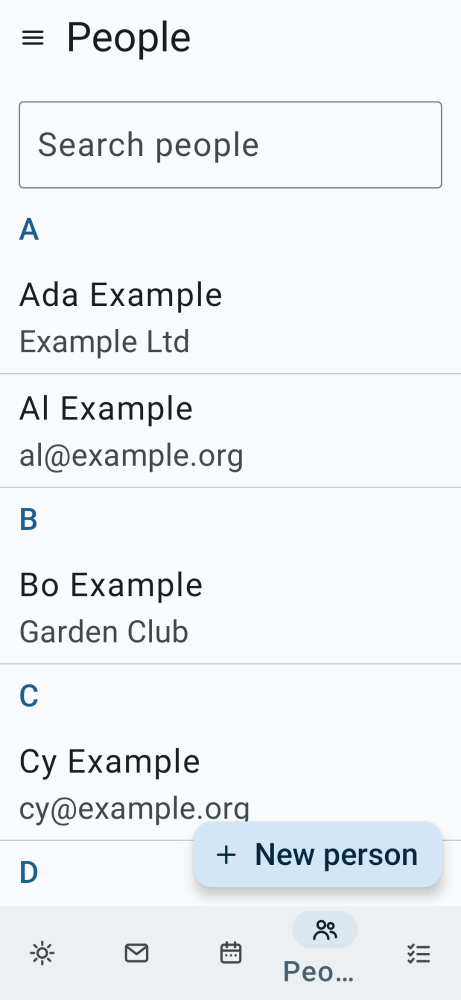 People
Search people
A
Ada Example
Example Ltd
Al Example
al@example.org
B
Bo Example
Garden Club
C
Cy Example
cy@example.org
D
New person
Peo…